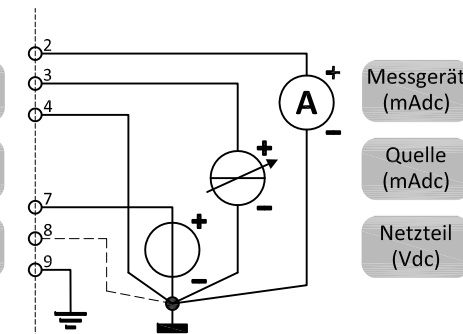 2
3
4
7
8
9
+
A
−
+
−
+
−
Messgerät
(mAdc)
Quelle
(mAdc)
Netzteil
(Vdc)